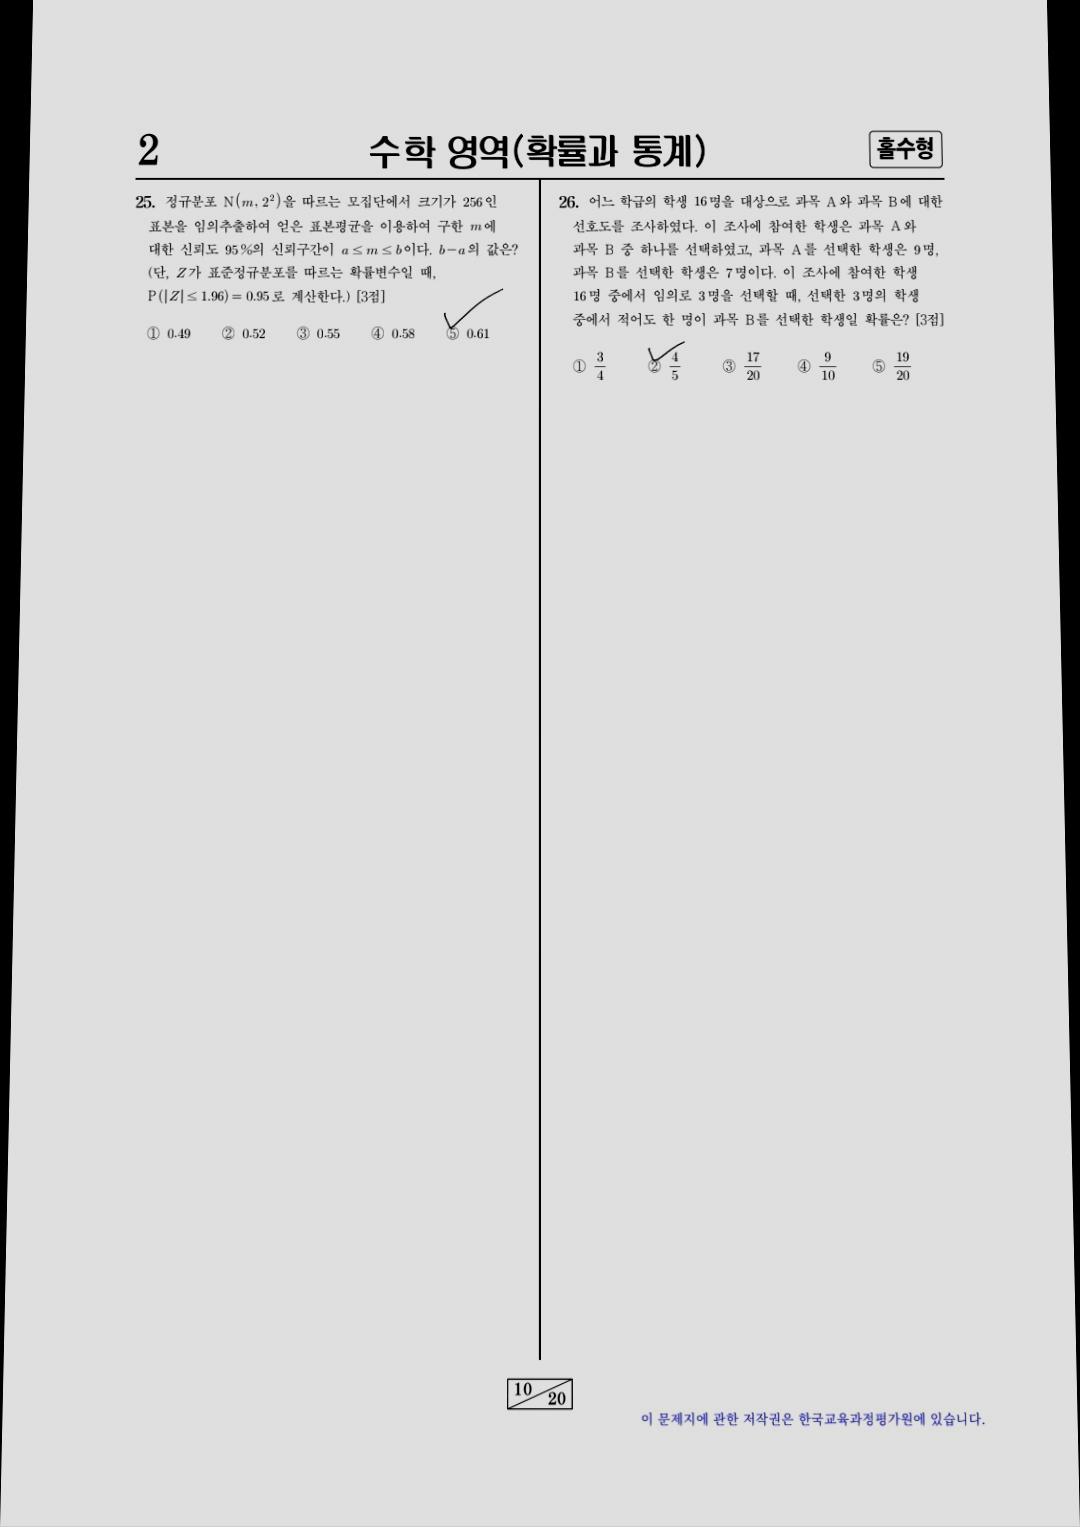 2
수학 영역(확률과 통계)
홀수형
25. 정규분포 N(m, 2²)을 따르는 모집단에서 크기가 256인
표본을 임의추출하여 얻은 표본평균을 이용하여 구한 m에
대한 신뢰도 95%의 신뢰구간이 a≤m≤b이다. b-a의 값은?
(단, Z가 표준정규분포를 따르는 확률변수일 때,
P(|Z|≤1.96)=0.95로 계산한다.) [3점]
① 0.49 ② 0.52 ③ 0.55 ④ 0.58 ⑤ 0.61
26. 어느 학급의 학생 16명을 대상으로 과목 A와 과목 B에 대한
선호도를 조사하였다. 이 조사에 참여한 학생은 과목 A와
과목 B 중 하나를 선택하였고, 과목 A를 선택한 학생은 9명,
과목 B를 선택한 학생은 7명이다. 이 조사에 참여한 학생
16명 중에서 임의로 3명을 선택할 때, 선택한 3명의 학생
중에서 적어도 한 명이 과목 B를 선택한 학생일 확률은? [3점]
① 3/4 ② 4/5 ③ 17/20 ④ 9/10 ⑤ 19/20
10
20
이 문제지에 관한 저작권은 한국교육과정평가원에 있습니다.